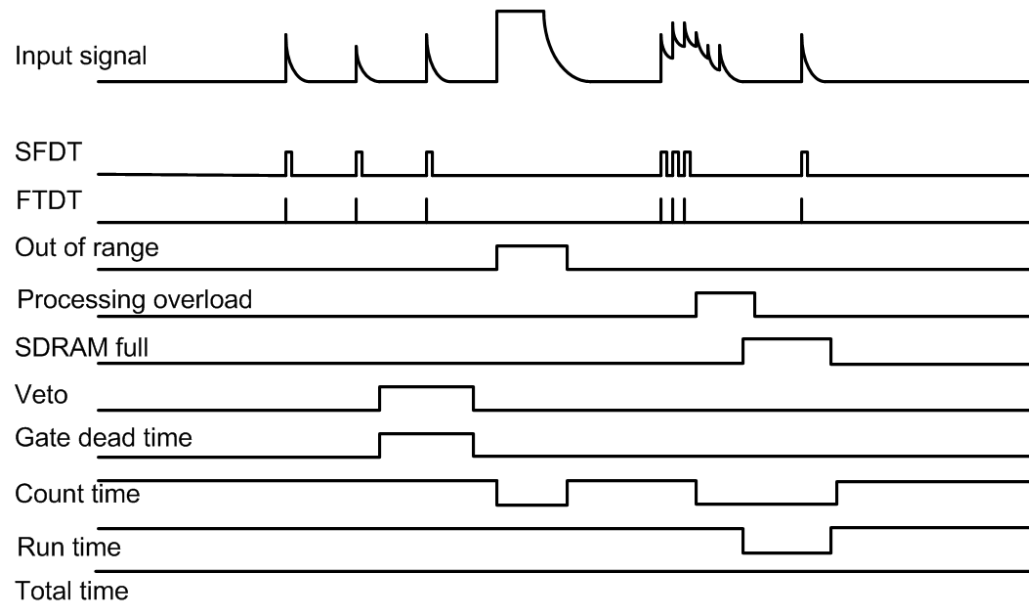 Input signal
SFDT
FTDT
Out of range
Processing overload
SDRAM full
Veto
Gate dead time
Count time
Run time
Total time